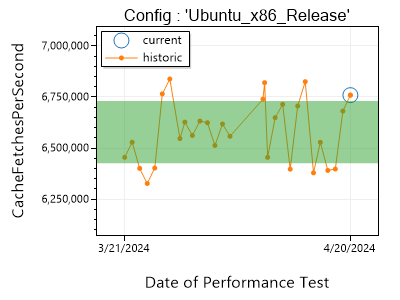 Config : 'Ubuntu_x86_Release'
current
historic
CacheFetchesPerSecond
7,000,000
6,750,000
6,500,000
6,250,000
3/21/2024
4/20/2024
Date of Performance Test